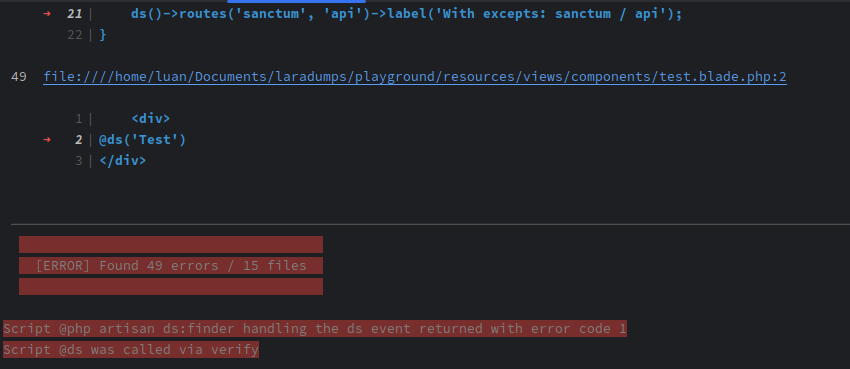 ➜ 21| ds()->routes('sanctum', 'api')->label('With excepts: sanctum / api');
22| }
49 file:////home/luan/Documents/laradumps/playground/resources/views/components/test.blade.php:2
1| <div>
➜ 2| @ds('Test')
3| </div>
[ERROR] Found 49 errors / 15 files
Script @php artisan ds:finder handling the ds event returned with error code 1
Script @ds was called via verify